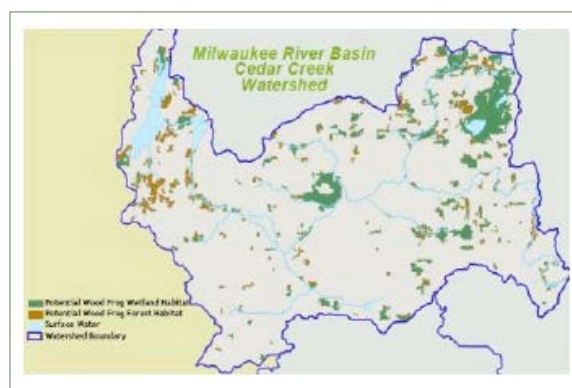 Milwaukee River Basin
Cedar Creek
Watershed
Potential Wood Frog Wetland Habitat
Potential Wood Frog Forest Habitat
Surface Water
Watershed Boundary